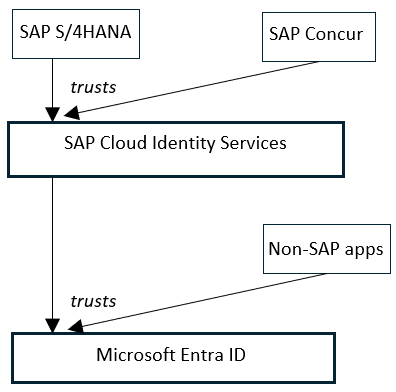 SAP S/4HANA
SAP Concur
trusts
SAP Cloud Identity Services
Non-SAP apps
trusts
Microsoft Entra ID